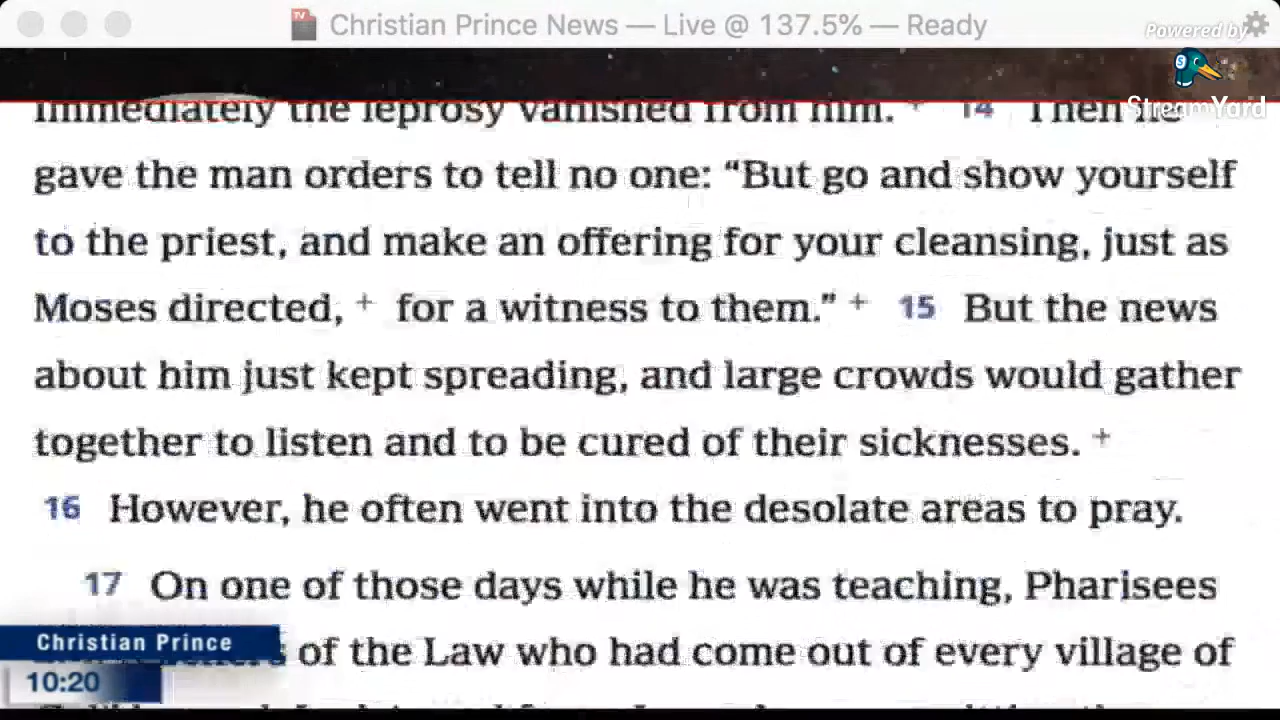 Christian Prince News — Live @ 137.5% — Ready
Powered by
StreamYard
immediately the leprosy vanished from him. + 14 Then he
gave the man orders to tell no one: “But go and show yourself
to the priest, and make an offering for your cleansing, just as
Moses directed, + for a witness to them.” + 15 But the news
about him just kept spreading, and large crowds would gather
together to listen and to be cured of their sicknesses. +
16 However, he often went into the desolate areas to pray.
17 On one of those days while he was teaching, Pharisees
of the Law who had come out of every village of
Christian Prince
10:20